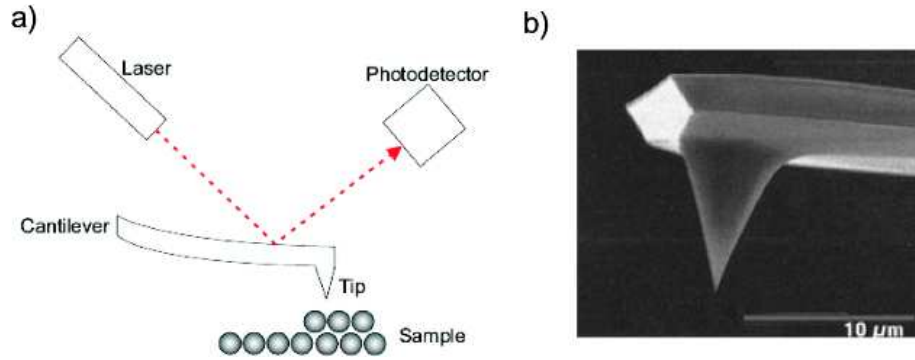 a)
Laser
Photodetector
Cantilever
Tip
Sample
b)
10 µm